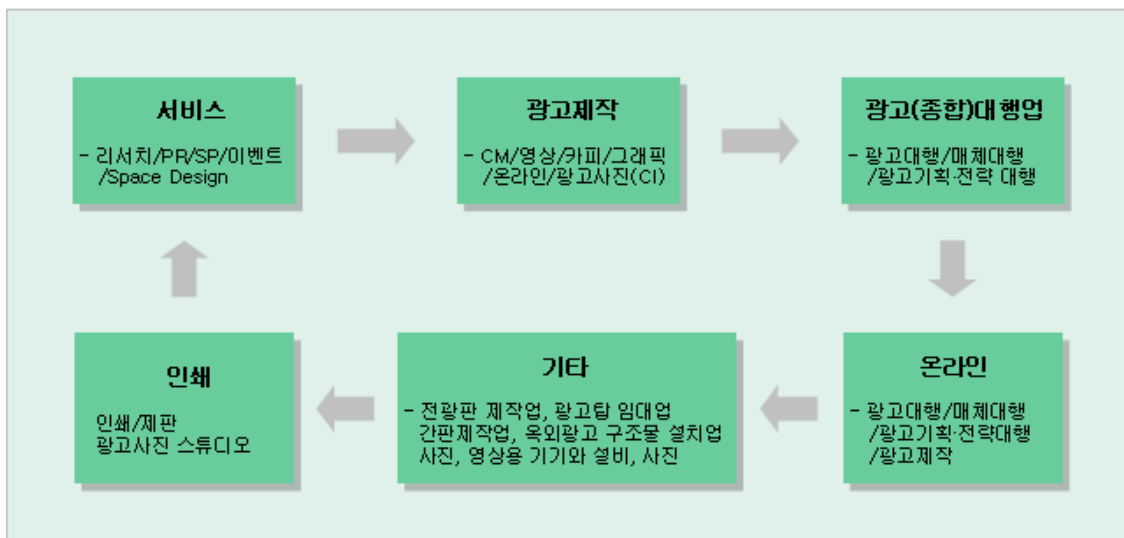 서비스
- 리서치/PR/SP/이벤트
/Space Design
광고제작
- CM/영상/카피/그래픽
/온라인/광고사진(CI)
광고(종합)대행업
- 광고대행/매체대행
/광고기획·전략 대행
인쇄
인쇄/제판
광고사진 스튜디오
기타
- 전광판 제작업, 광고탑 임대업
간판제작업, 옥외광고 구조물 설치업
사진, 영상용 기기와 설비, 사진
온라인
- 광고대행/매체대행
/광고기획·전략대행
/광고제작